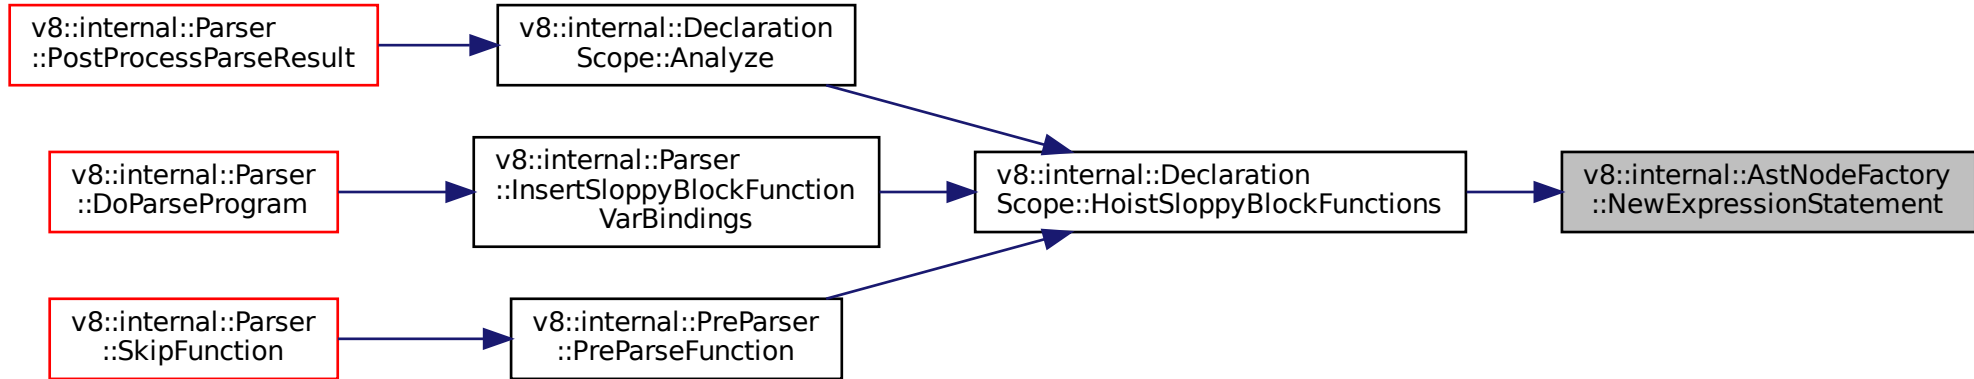 v8::internal::Parser
::PostProcessParseResult
v8::internal::Declaration
Scope::Analyze
v8::internal::Parser
::DoParseProgram
v8::internal::Parser
::InsertSloppyBlockFunction
VarBindings
v8::internal::Declaration
Scope::HoistSloppyBlockFunctions
v8::internal::AstNodeFactory
::NewExpressionStatement
v8::internal::Parser
::SkipFunction
v8::internal::PreParser
::PreParseFunction